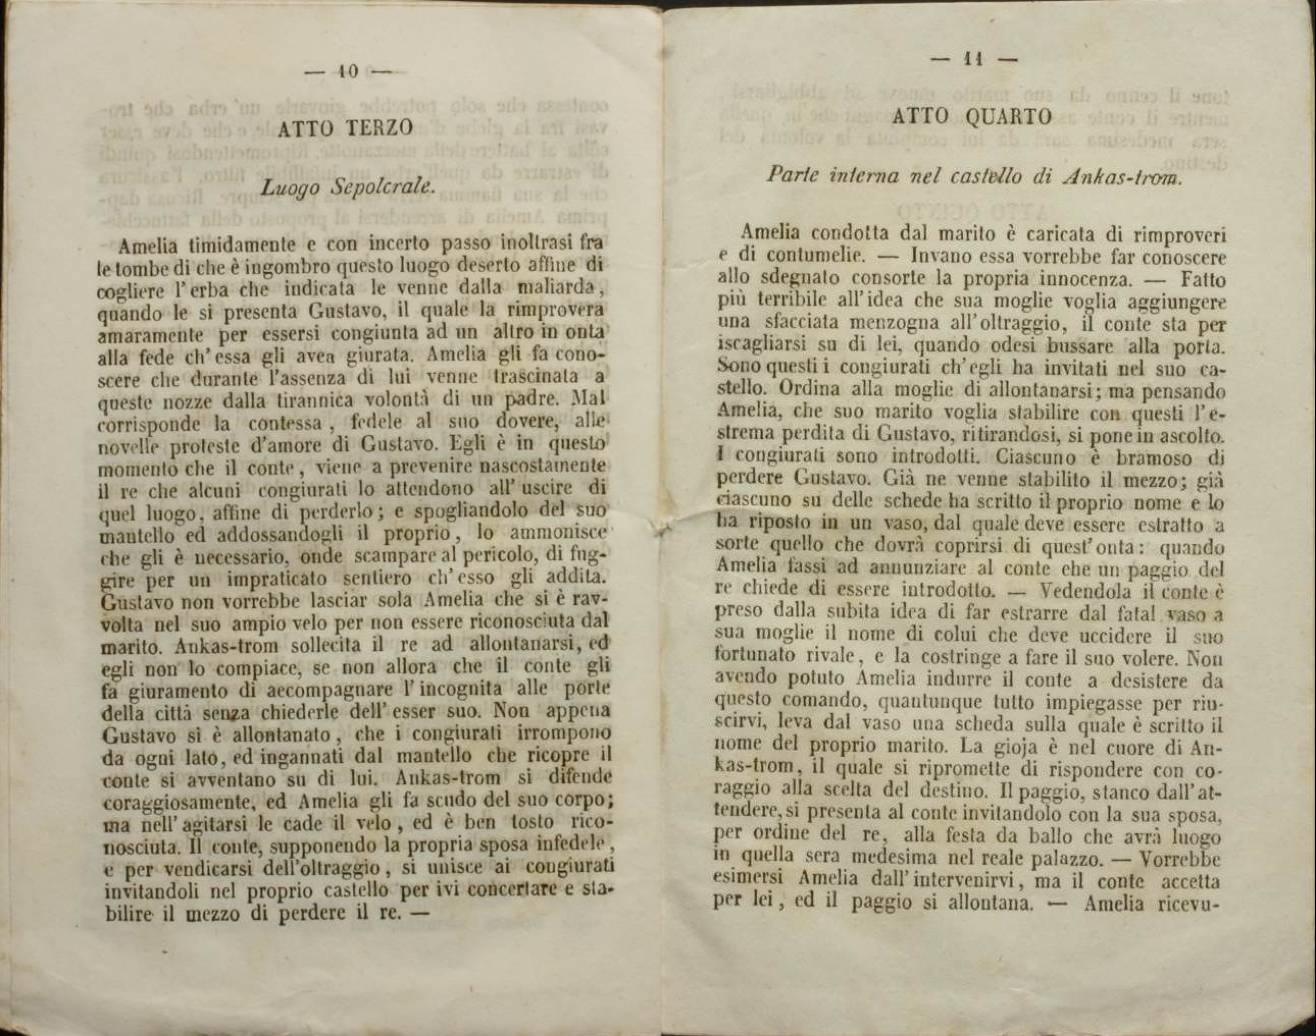 — 10 —
ATTO TERZO
Luogo Sepolcrale.
Amelia timidamente e con incerto passo inoltrasi fra
le tombe di che è ingombro questo luogo deserto affine di
cogliere l'erba che indicata le venne dalla maliarda,
quando le si presenta Gustavo, il quale la rimprovera
amaramente per essersi congiunta ad un altro in onta
alla fede ch'essa gli avea giurata. Amelia gli fa cono-
scere che durante l'assenza di lui venne trascinata a
queste nozze dalla tirannica volontà di un padre. Mal
corrisponde la contessa, fedele al suo dovere, alle
novelle proteste d'amore di Gustavo. Egli è in questo
momento che il conte, viene a prevenire nascostamente
il re che alcuni congiurati lo attendono all'uscire di
quel luogo, affine di perderlo; e spogliandolo del suo
mantello ed addossandogli il proprio, lo ammonisce
che gli è necessario, onde scampare al pericolo, di fug-
gire per un impraticato sentiero ch'esso gli addita.
Gustavo non vorrebbe lasciar sola Amelia che si è rav-
volta nel suo ampio velo per non essere riconosciuta dal
marito. Ankas-trom sollecita il re ad allontanarsi, ed
egli non lo compiace, se non allora che il conte gli
fa giuramento di accompagnare l'incognita alle porte
della città senza chiederle dell'esser suo. Non appena
Gustavo si è allontanato, che i congiurati irrompono
da ogni lato, ed ingannati dal mantello che ricopre il
conte si avventano su di lui. Ankas-trom si difende
coraggiosamente, ed Amelia gli fa scudo del suo corpo;
ma nell'agitarsi le cade il velo, ed è ben tosto rico-
nosciuta. Il conte, supponendo la propria sposa infedele,
e per vendicarsi dell'oltraggio, si unisce ai congiurati
invitandoli nel proprio castello per ivi concertare e sta-
bilire il mezzo di perdere il re. —
— 11 —
ATTO QUARTO
Parte interna nel castello di Ankas-trom.
Amelia condotta dal marito è caricata di rimproveri
e di contumelie. — Invano essa vorrebbe far conoscere
allo sdegnato consorte la propria innocenza. — Fatto
più terribile all'idea che sua moglie voglia aggiungere
una sfacciata menzogna all'oltraggio, il conte sta per
iscagliarsi su di lei, quando odesi bussare alla porta.
Sono questi i congiurati ch'egli ha invitati nel suo ca-
stello. Ordina alla moglie di allontanarsi; ma pensando
Amelia, che suo marito voglia stabilire con questi l'e-
strema perdita di Gustavo, ritirandosi, si pone in ascolto.
I congiurati sono introdotti. Ciascuno è bramoso di
perdere Gustavo. Già ne venne stabilito il mezzo; già
ciascuno su delle schede ha scritto il proprio nome e lo
ha riposto in un vaso, dal quale deve essere estratto a
sorte quello che dovrà coprirsi di quest'onta: quando
Amelia fassi ad annunziare al conte che un paggio del
re chiede di essere introdotto. — Vedendola il conte è
preso dalla subita idea di far estrarre dal fatal vaso a
sua moglie il nome di colui che deve uccidere il suo
fortunato rivale, e la costringe a fare il suo volere. Non
avendo potuto Amelia indurre il conte a desistere da
questo comando, quantunque tutto impiegasse per riu-
scirvi, leva dal vaso una scheda sulla quale è scritto il
nome del proprio marito. La gioja è nel cuore di An-
kas-trom, il quale si ripromette di rispondere con co-
raggio alla scelta del destino. Il paggio, stanco dall'at-
tendere, si presenta al conte invitandolo con la sua sposa,
per ordine del re, alla festa da ballo che avrà luogo
in quella sera medesima nel reale palazzo. — Vorrebbe
esimersi Amelia dall'intervenirvi, ma il conte accetta
per lei, ed il paggio si allontana. — Amelia ricevu-